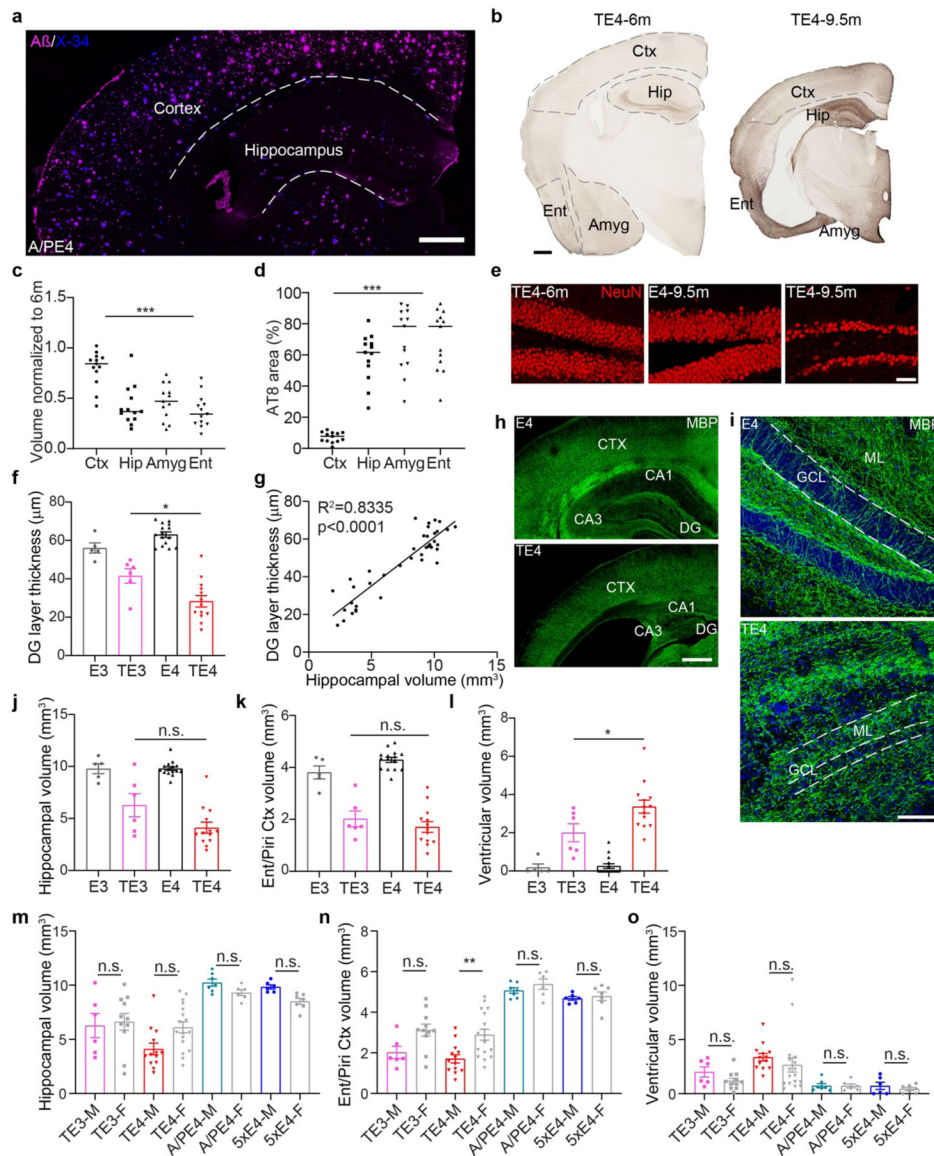 a
Aß/X-34
Cortex
Hippocampus
A/PE4
b
TE4-6m
TE4-9.5m
Ctx
Hip
Ent
Amyg
Ctx
Hip
Ent
Amyg
c
Volume normalized to 6m
***
1.5
1.0
0.5
0.0
Ctx Hip Amyg Ent
d
AT8 area (%)
***
100
80
60
40
20
0
Ctx Hip Amyg Ent
e
TE4-6m NeuN
E4-9.5m
TE4-9.5m
f
DG layer thickness (µm)
*
80
60
40
20
0
E3 TE3 E4 TE4
g
DG layer thickness (µm)
R²=0.8335
p<0.0001
80
60
40
20
0
0 5 10 15
Hippocampal volume (mm³)
h
E4 MBP
CTX
CA1
CA3
DG
TE4
CTX
CA1
CA3
DG
i
E4 MBP
ML
GCL
TE4
ML
GCL
j
Hippocampal volume (mm³)
n.s.
15
10
5
0
E3 TE3 E4 TE4
k
Ent/Piri Ctx volume (mm³)
n.s.
6
4
2
0
E3 TE3 E4 TE4
l
Ventricular volume (mm³)
*
8
6
4
2
0
E3 TE3 E4 TE4
m
Hippocampal volume (mm³)
n.s. n.s. n.s. n.s.
15
10
5
0
TE3-M TE3-F TE4-M TE4-F A/PE4-M A/PE4-F 5xE4-M 5xE4-F
n
Ent/Piri Ctx volume (mm³)
n.s. ** n.s. n.s.
8
6
4
2
0
TE3-M TE3-F TE4-M TE4-F A/PE4-M A/PE4-F 5xE4-M 5xE4-F
o
Ventricular volume (mm³)
n.s. n.s. n.s. n.s.
15
10
5
0
TE3-M TE3-F TE4-M TE4-F A/PE4-M A/PE4-F 5xE4-M 5xE4-F